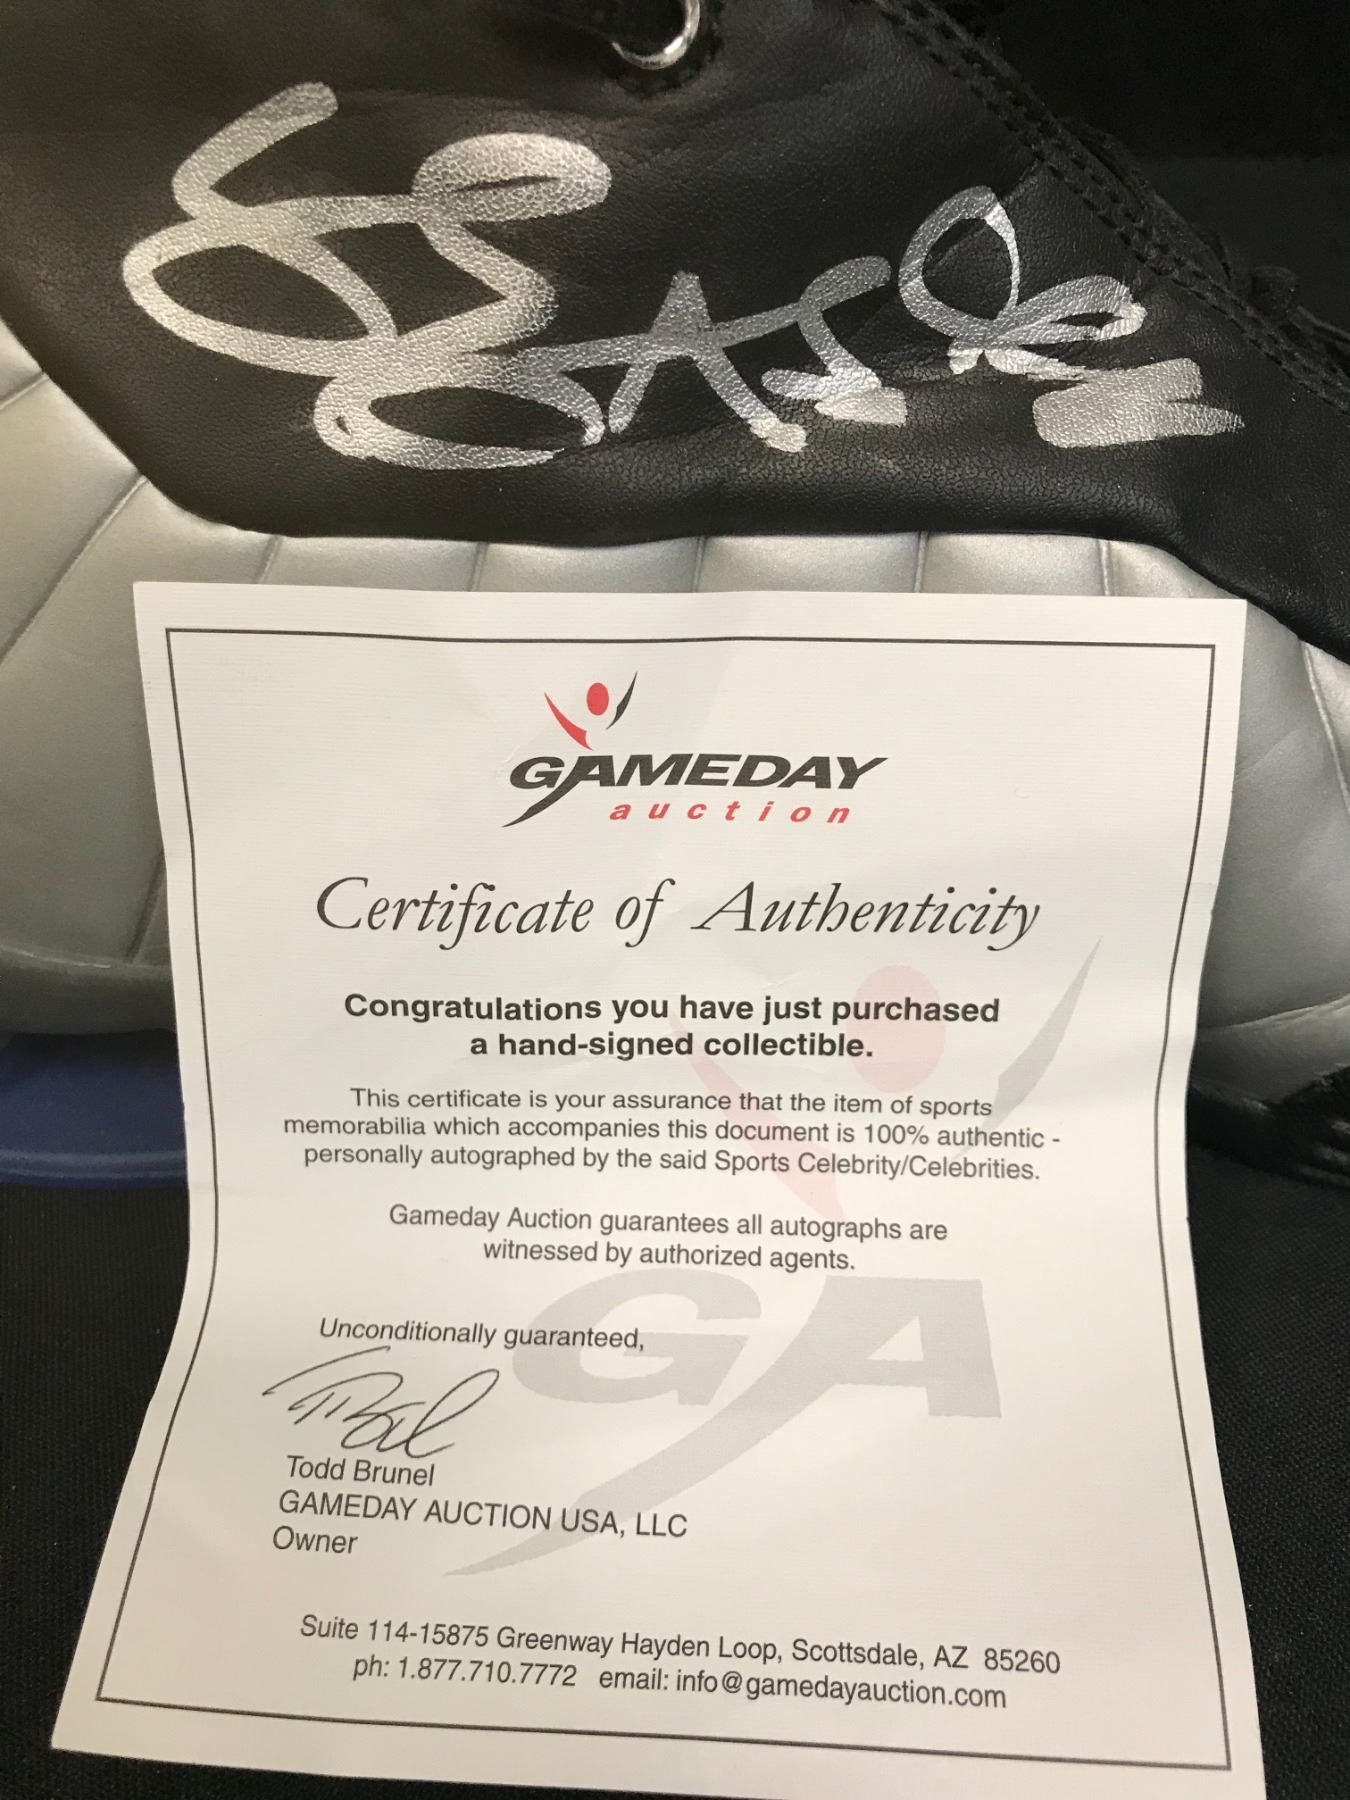 GAMEDAY
auction
Certificate of Authenticity
Congratulations you have just purchased
a hand-signed collectible.
This certificate is your assurance that the item of sports
memorabilia which accompanies this document is 100% authentic -
personally autographed by the said Sports Celebrity/Celebrities.
Gameday Auction guarantees all autographs are
witnessed by authorized agents.
GA
Unconditionally guaranteed,
Todd Brunel
GAMEDAY AUCTION USA, LLC
Owner
Suite 114-15875 Greenway Hayden Loop, Scottsdale, AZ 85260
ph: 1.877.710.7772 email: info@gamedayauction.com